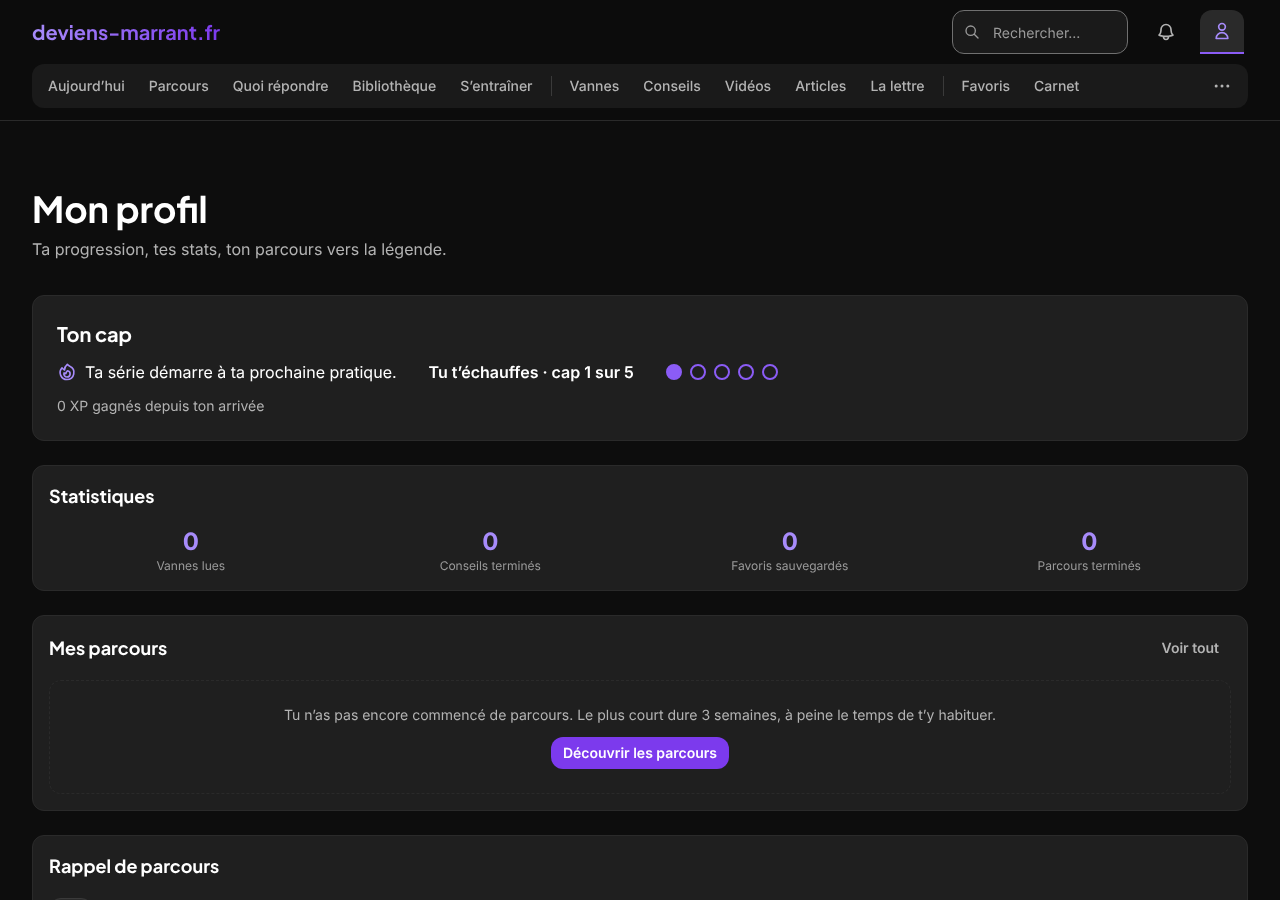 deviens-marrant.fr
Rechercher...
Aujourd’hui
Parcours
Quoi répondre
Bibliothèque
S’entraîner
Vannes
Conseils
Vidéos
Articles
La lettre
Favoris
Carnet
Mon profil
Ta progression, tes stats, ton parcours vers la légende.
Ton cap
Ta série démarre à ta prochaine pratique.
Tu t’échauffes · cap 1 sur 5
0 XP gagnés depuis ton arrivée
Statistiques
0
Vannes lues
0
Conseils terminés
0
Favoris sauvegardés
0
Parcours terminés
Mes parcours
Voir tout
Tu n’as pas encore commencé de parcours. Le plus court dure 3 semaines, à peine le temps de t’y habituer.
Découvrir les parcours
Rappel de parcours